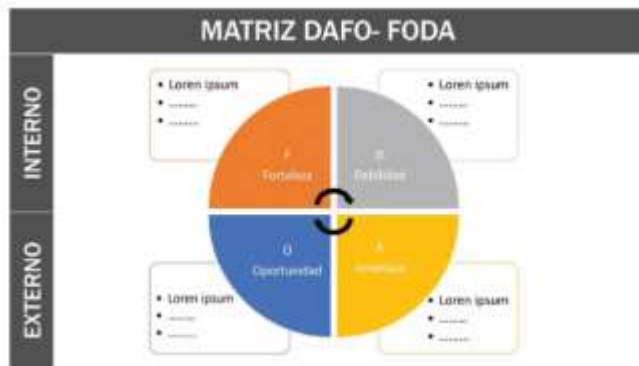 MATRIZ DAFO- FODA
INTERNO
• Loren ipsum
• ......
• .......
• Loren ipsum
• ......
• .......
F
Fortaleza
D
Debilidad
EXTERNO
O
Oportunidad
A
Amenaza
• Loren ipsum
• ......
• .......
• Loren ipsum
• ......
• .......